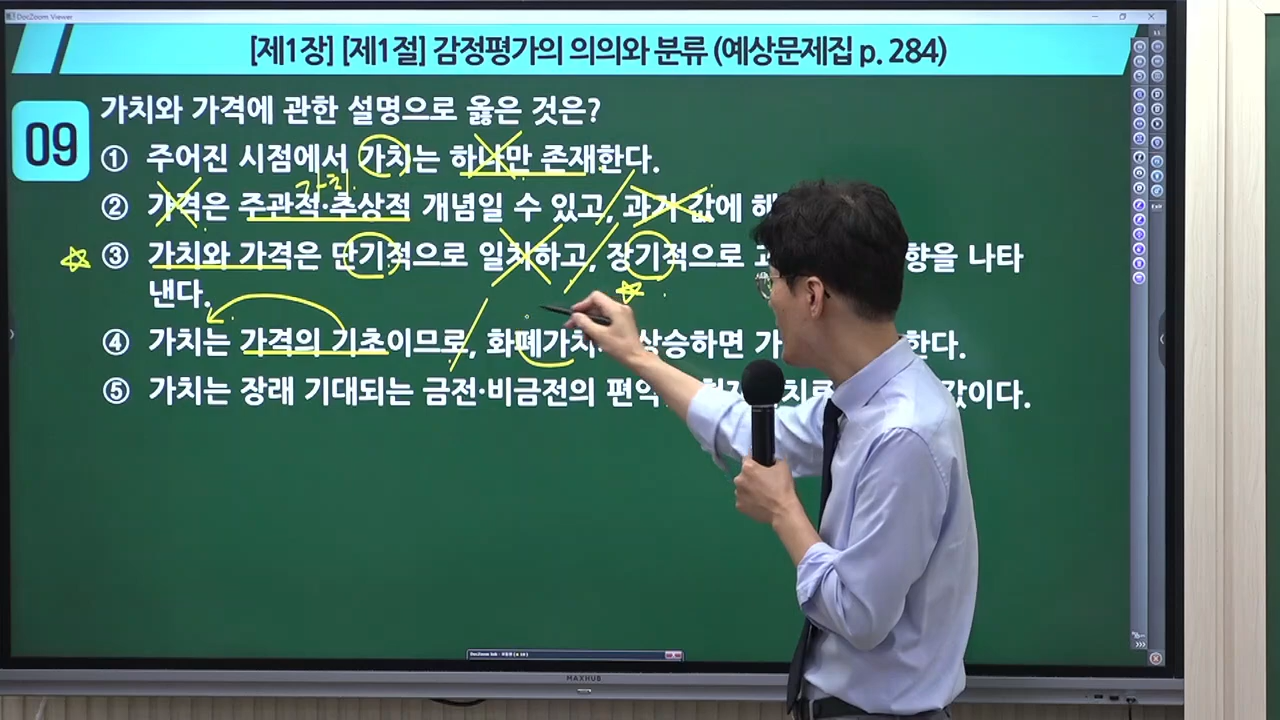 DocZoom Viewer
[제1장] [제1절] 감정평가의 의의와 분류 (예상문제집 p. 284)
09 가치와 가격에 관한 설명으로 옳은 것은?
① 주어진 시점에서 가치는 하나만 존재한다.
가치
② 가격은 주관적·추상적 개념일 수 있고, 과거 값에 해
③ 가치와 가격은 단기적으로 일치하고, 장기적으로 향을 나타
낸다.
④ 가치는 가격의 기초이므로, 화폐가치 상승하면 한다.
⑤ 가치는 장래 기대되는 금전·비금전의 편익 값이다.
MAXHUB